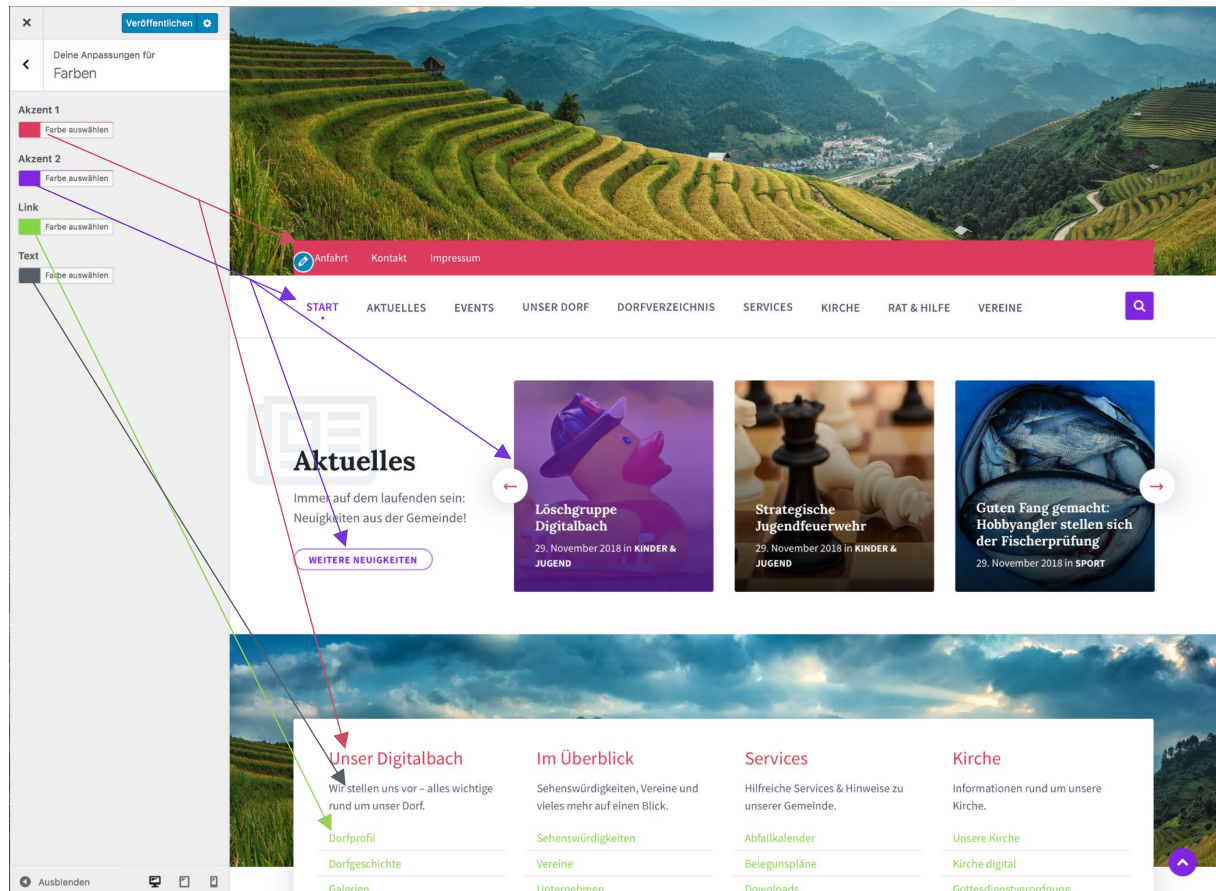 Veröffentlichen
Deine Anpassungen für
Farben
Akzent 1
Farbe auswählen
Akzent 2
Farbe auswählen
Link
Farbe auswählen
Text
Farbe auswählen
Ausblenden
Anfahrt Kontakt Impressum
START AKTUELLES EVENTS UNSER DORF DORFVERZEICHNIS SERVICES KIRCHE RAT & HILFE VEREINE
Aktuelles
Immer auf dem laufenden sein:
Neuigkeiten aus der Gemeinde!
WEITERE NEUIGKEITEN
Löschgruppe
Digitalbach
29. November 2018 in KINDER &
JUGEND
Strategische
Jugendfeuerwehr
29. November 2018 in KINDER &
JUGEND
Guten Fang gemacht:
Hobbyangler stellen sich
der Fischerprüfung
29. November 2018 in SPORT
Unser Digitalbach
Wir stellen uns vor – alles wichtige
rund um unser Dorf.
Dorfprofil
Dorfgeschichte
Galerien
Im Überblick
Sehenswürdigkeiten, Vereine und
vieles mehr auf einen Blick.
Sehenswürdigkeiten
Vereine
Unternehmen
Services
Hilfreiche Services & Hinweise zu
unserer Gemeinde.
Abfallkalender
Belegungspläne
Downloads
Kirche
Informationen rund um unsere
Kirche.
Unsere Kirche
Kirche digital
Gottesdienstverordnung